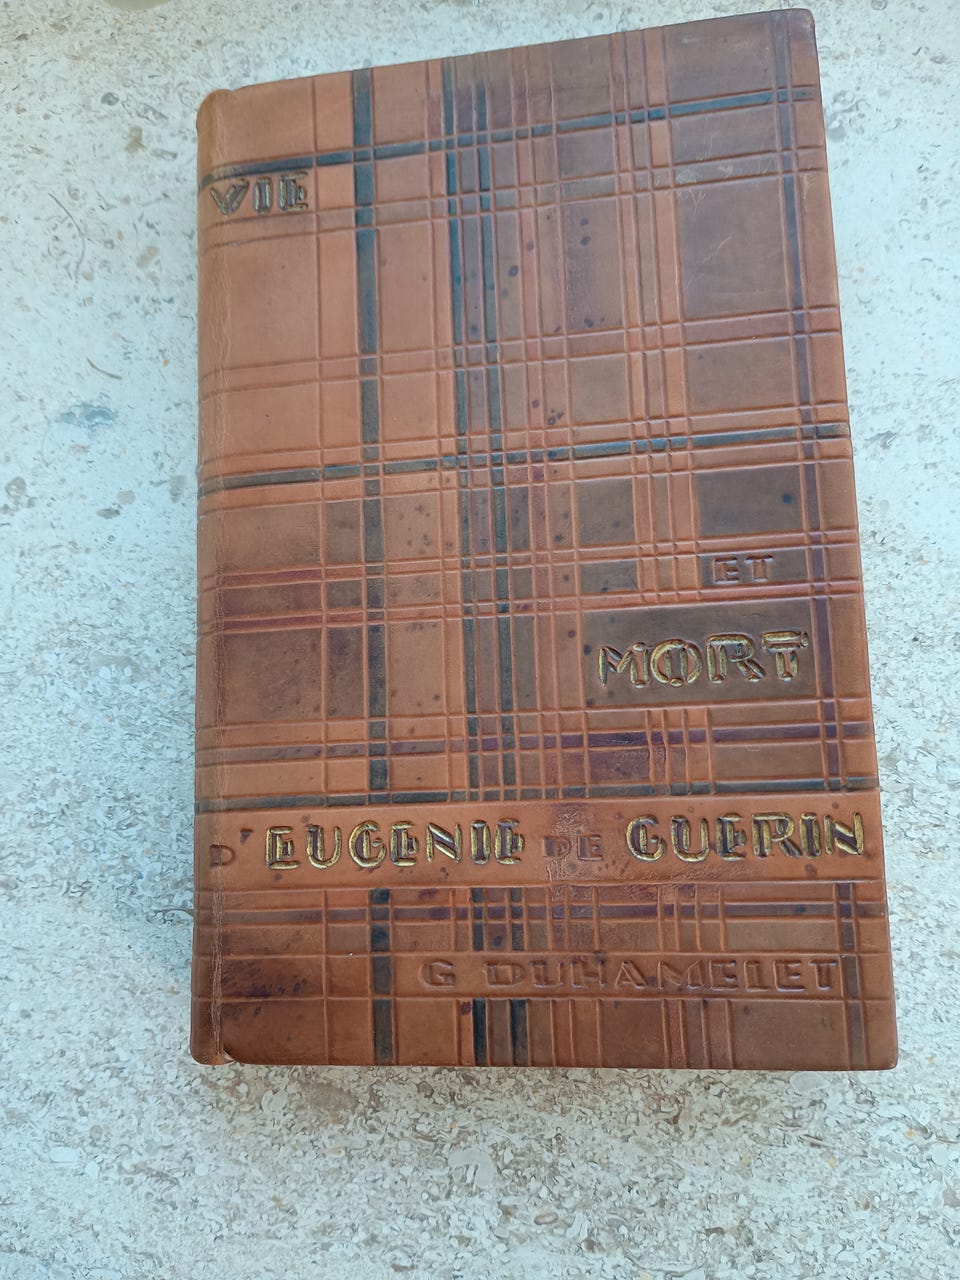 VIE
ET
MORT
D'EUGENIE DE GUERIN
G DUHAMELET